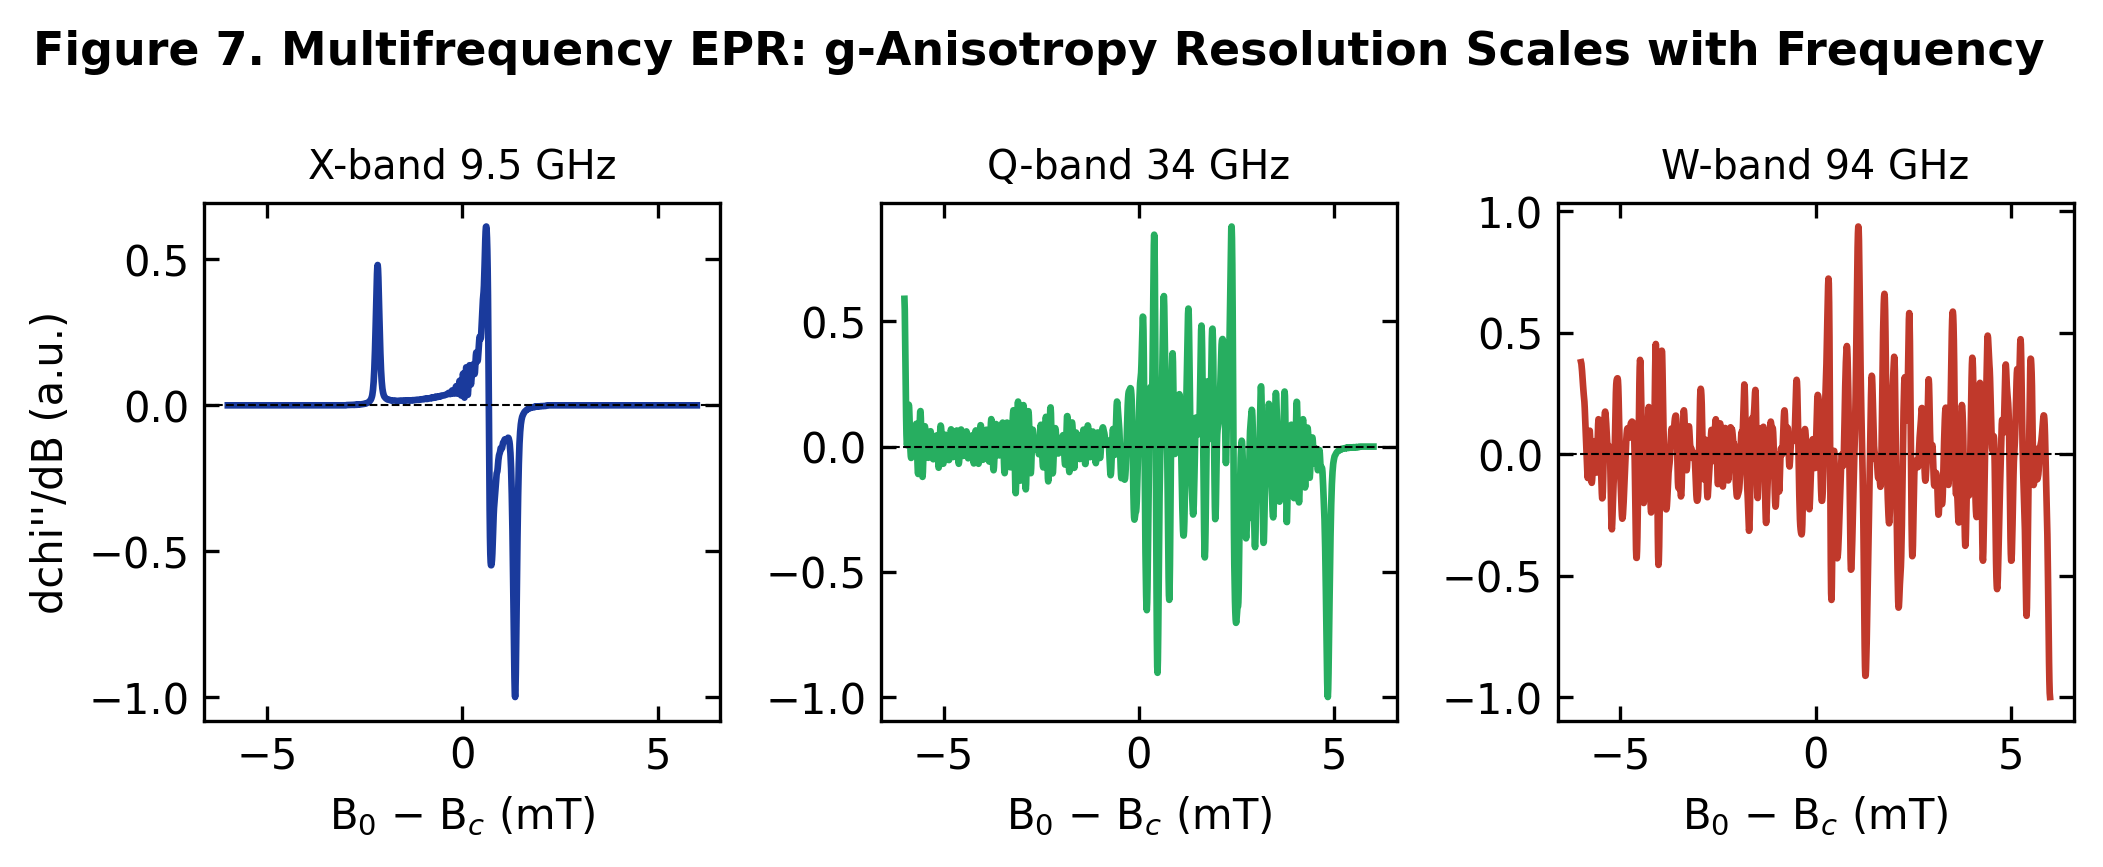 Figure 7. Multifrequency EPR: g-Anisotropy Resolution Scales with Frequency
X-band 9.5 GHz
dchi''/dB (a.u.)
0.5
0.0
−0.5
−1.0
−5 0 5
B₀ − B꜀ (mT)
Q-band 34 GHz
0.5
0.0
−0.5
−1.0
−5 0 5
B₀ − B꜀ (mT)
W-band 94 GHz
1.0
0.5
0.0
−0.5
−1.0
−5 0 5
B₀ − B꜀ (mT)